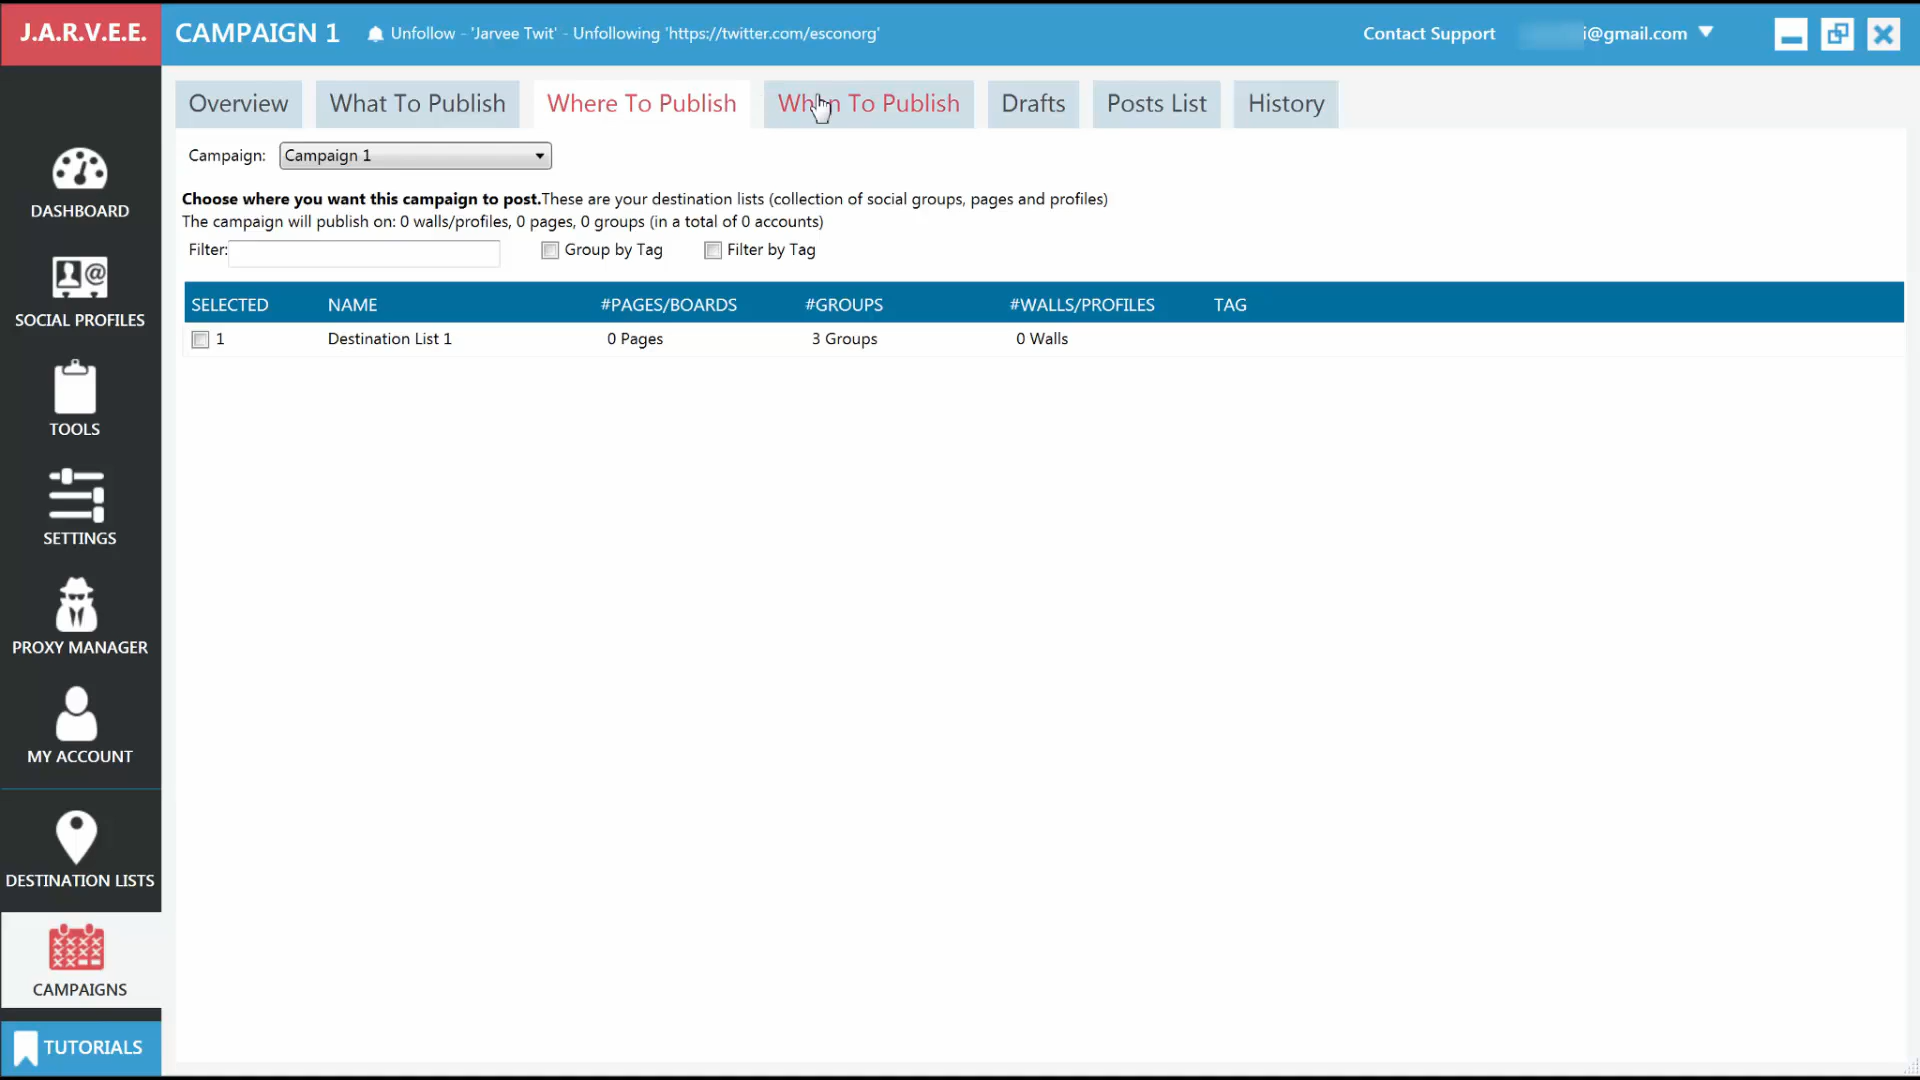 J.A.R.V.E.E.
CAMPAIGN 1
Unfollow - 'Jarvee Twit' - Unfollowing 'https://twitter.com/esconorg'
Contact Support
i@gmail.com
Overview
What To Publish
Where To Publish
When To Publish
Drafts
Posts List
History
Campaign: Campaign 1
Choose where you want this campaign to post.These are your destination lists (collection of social groups, pages and profiles)
The campaign will publish on: 0 walls/profiles, 0 pages, 0 groups (in a total of 0 accounts)
Filter: Group by Tag Filter by Tag
SELECTED NAME #PAGES/BOARDS #GROUPS #WALLS/PROFILES TAG
1 Destination List 1 0 Pages 3 Groups 0 Walls
DASHBOARD
SOCIAL PROFILES
TOOLS
SETTINGS
PROXY MANAGER
MY ACCOUNT
DESTINATION LISTS
CAMPAIGNS
TUTORIALS